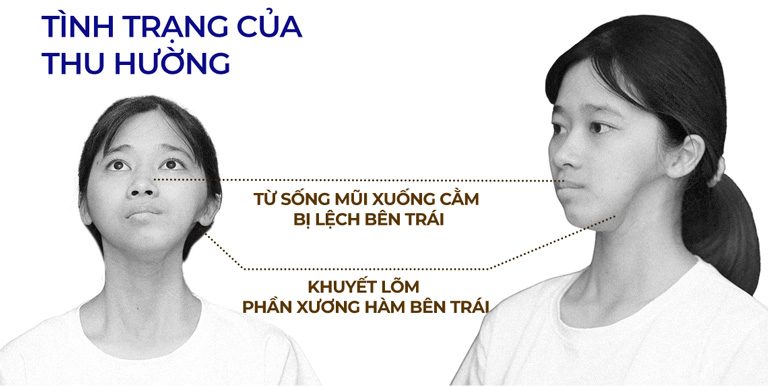 TÌNH TRẠNG CỦA
THU HƯỜNG
TỪ SỐNG MŨI XUỐNG CẰM
BỊ LỆCH BÊN TRÁI
KHUYẾT LÕM
PHẦN XƯƠNG HÀM BÊN TRÁI